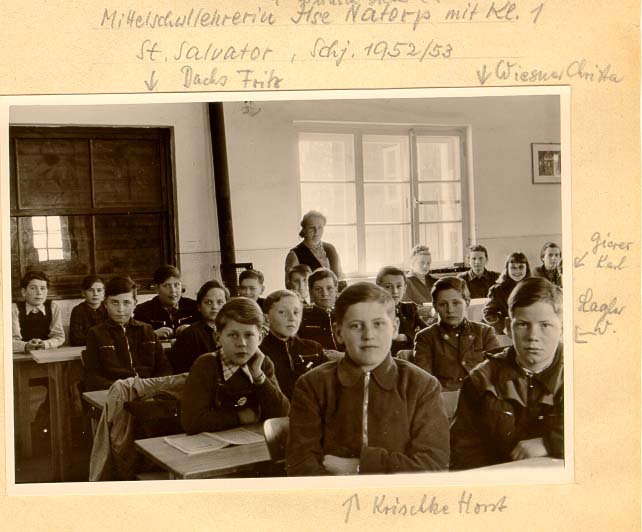 Mittelschullehrerin Ilse Natorp mit Kl. 1
St. Salvator, Schj. 1952/53
↓ Dachs Fritz ↓ Wiesner Christa
Gierer
Karl
Hagler
W.
↑ Krischke Horst